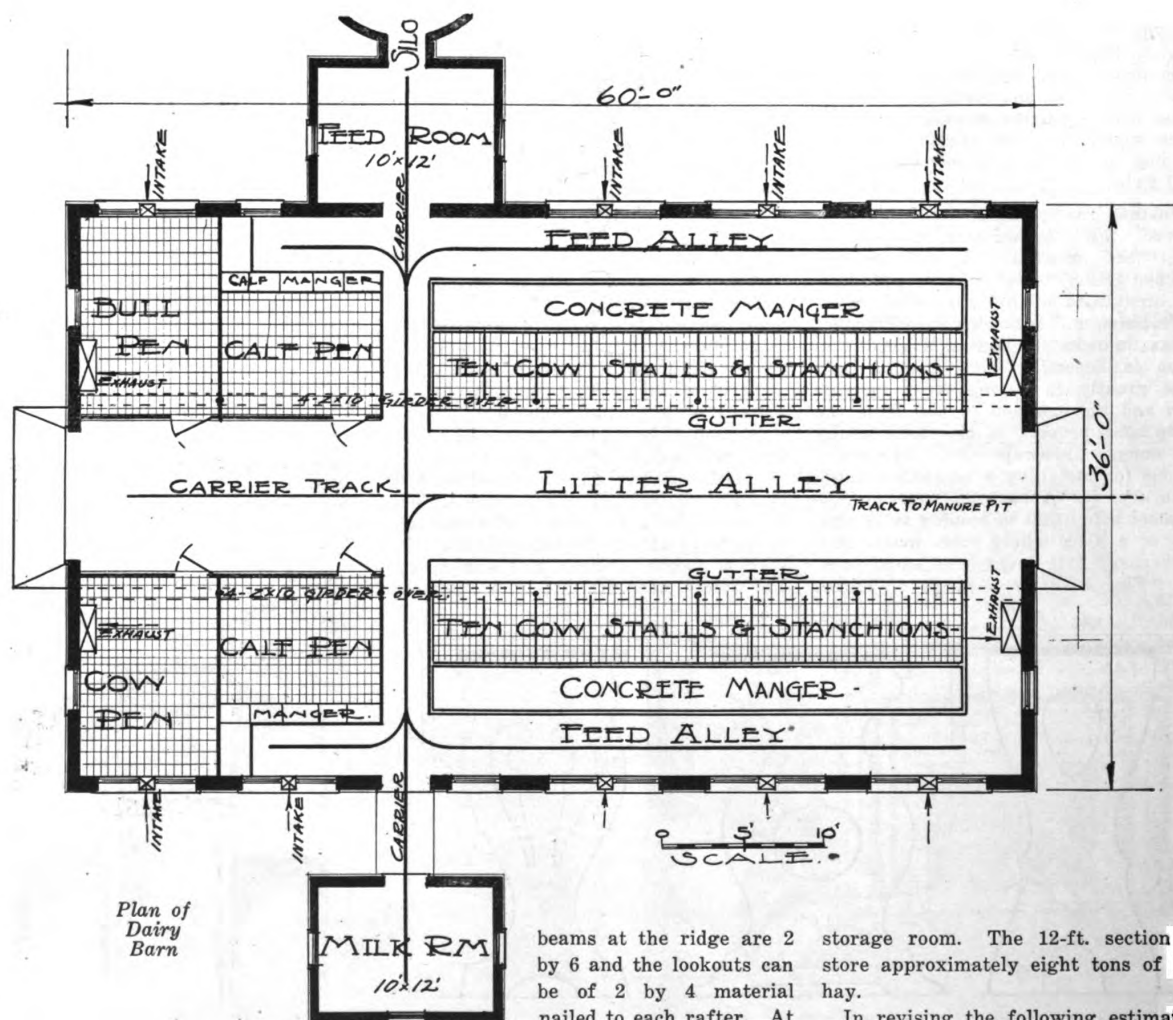 SILO
60'-0"
FEED ROOM
10'x12'
CARRIER
INTAKE
INTAKE
INTAKE
INTAKE
FEED ALLEY
CALF MANGER
CONCRETE MANGER
BULL
PEN
CALF PEN
TEN COW STALLS & STANCHIONS-
EXHAUST
EXHAUST
4-2x10 GIRDER OVER.
GUTTER
36'-0"
CARRIER TRACK.
LITTER ALLEY
TRACK TO MANURE PIT
GUTTER
4-2x10 GIRDERS OVER.
EXHAUST
CALF PEN
TEN COW STALLS & STANCHIONS-
EXHAUST
COW
PEN
MANGER.
CONCRETE MANGER-
FEED ALLEY
INTAKE
INTAKE
CARRIER
0 5' 10'
SCALE.
Plan of
Dairy
Barn
MILK RM
10'x12'
beams at the ridge are 2
by 6 and the lookouts can
be of 2 by 4 material
nailed to each rafter. At
storage room. The 12-ft. section
store approximately eight tons of
hay.
In revising the following estima